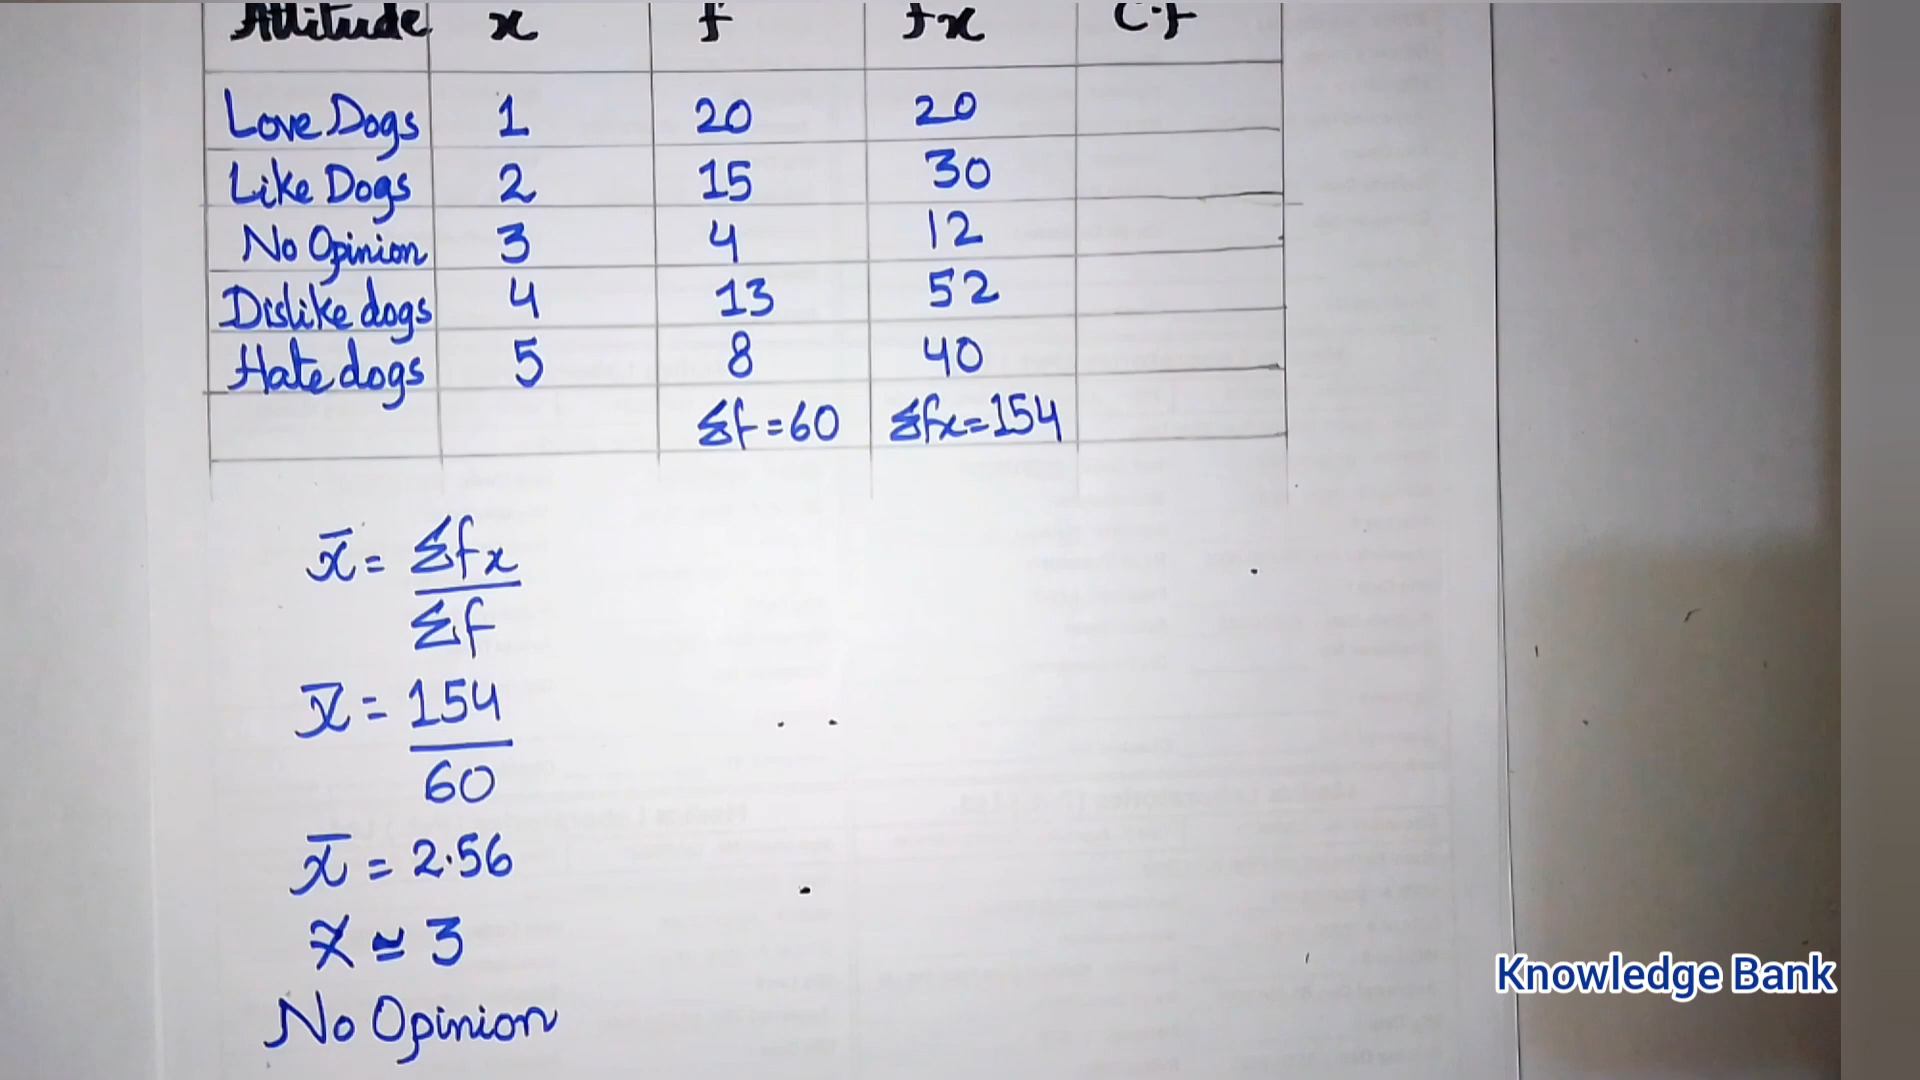 Attitude x f fx C.f
Love Dogs 1 20 20
Like Dogs 2 15 30
No Opinion 3 4 12
Dislike dogs 4 13 52
Hate dogs 5 8 40
Σf = 60 Σfx = 154
x̄ = Σfx
Σf
x̄ = 154
60
x̄ = 2.56
x̄ ≃ 3
No Opinion
Knowledge Bank